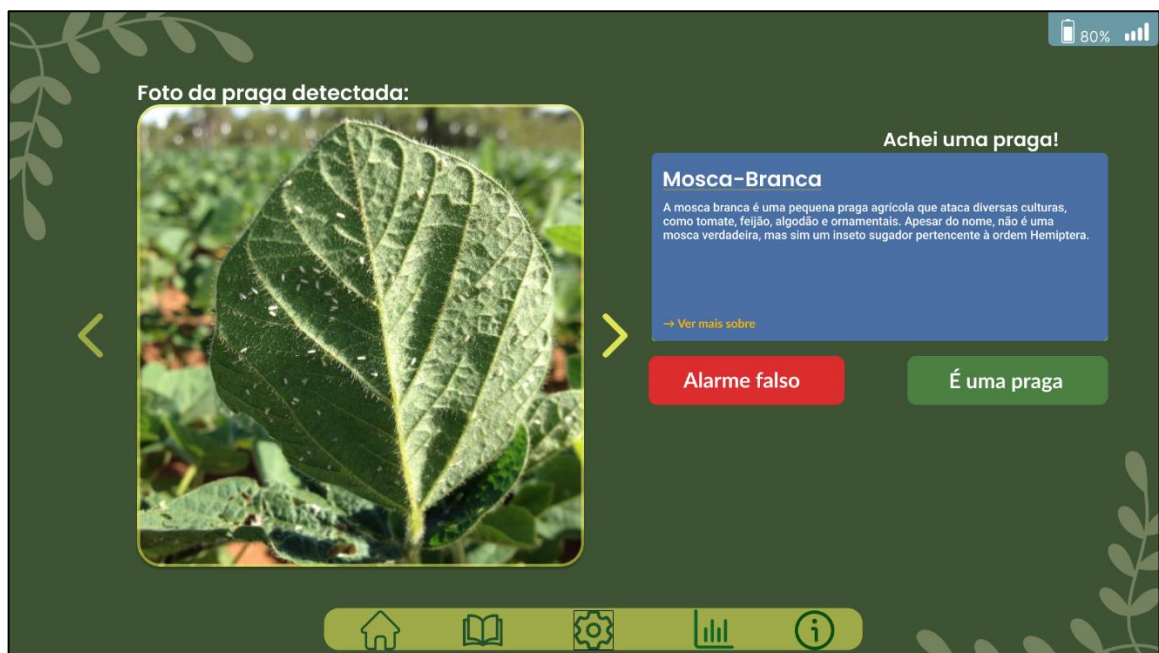 80%
Foto da praga detectada:
Achei uma praga!
Mosca-Branca
A mosca branca é uma pequena praga agrícola que ataca diversas culturas,
como tomate, feijão, algodão e ornamentais. Apesar do nome, não é uma
mosca verdadeira, mas sim um inseto sugador pertencente à ordem Hemiptera.
→ Ver mais sobre
Alarme falso
É uma praga